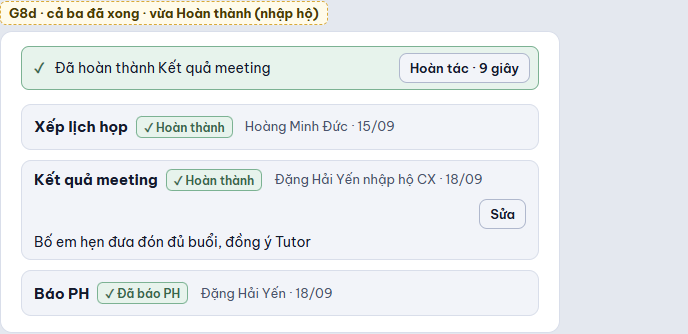 G8d · cả ba đã xong · vừa Hoàn thành (nhập hộ)
✓ Đã hoàn thành Kết quả meeting
Hoàn tác · 9 giây
Xếp lịch họp ✓ Hoàn thành Hoàng Minh Đức · 15/09
Kết quả meeting ✓ Hoàn thành Đặng Hải Yến nhập hộ CX · 18/09
Sửa
Bố em hẹn đưa đón đủ buổi, đồng ý Tutor
Báo PH ✓ Đã báo PH Đặng Hải Yến · 18/09